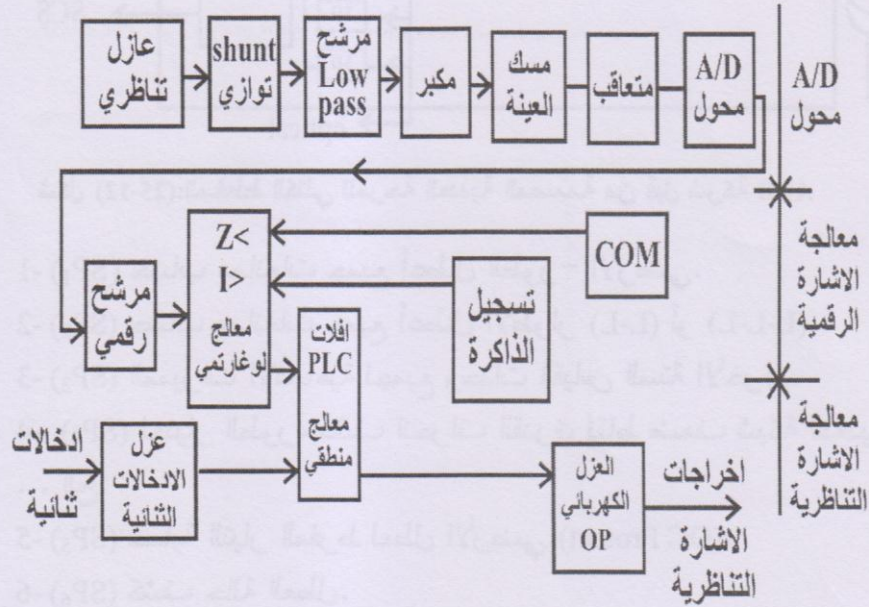 عازل
تناظري
shunt
توازي
مرشح
Low
pass
مكبر
مسك
العينة
متعاقب
A/D
محول
A/D
محول
معالجة
الاشارة
الرقمية
معالجة
الاشارة
التناظرية
مرشح
رقمي
Z<
I>
معالج
لوغارتمي
COM
تسجيل
الذاكرة
افلات
PLC
معالج
منطقي
ادخالات
ثنائية
عزل
الادخالات
الثنائية
العزل
الكهربائي
OP
اخراجات
الاشارة
التناظرية